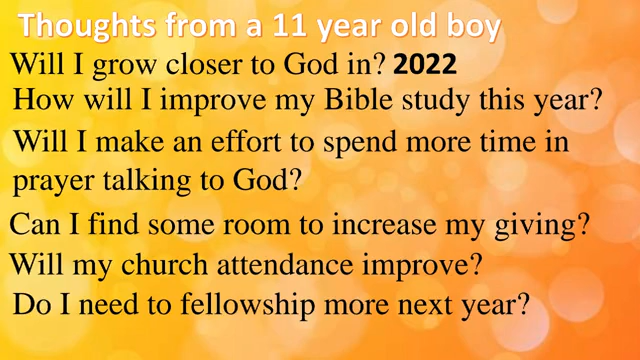 Thoughts from a 11 year old boy
Will I grow closer to God in? 2022
How will I improve my Bible study this year?
Will I make an effort to spend more time in
prayer talking to God?
Can I find some room to increase my giving?
Will my church attendance improve?
Do I need to fellowship more next year?